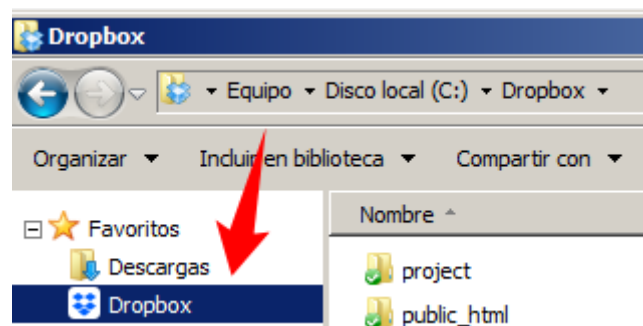 Dropbox
Equipo Disco local (C:) Dropbox
Organizar Incluir en biblioteca Compartir con
Favoritos
Descargas
Dropbox
Nombre
project
public_html